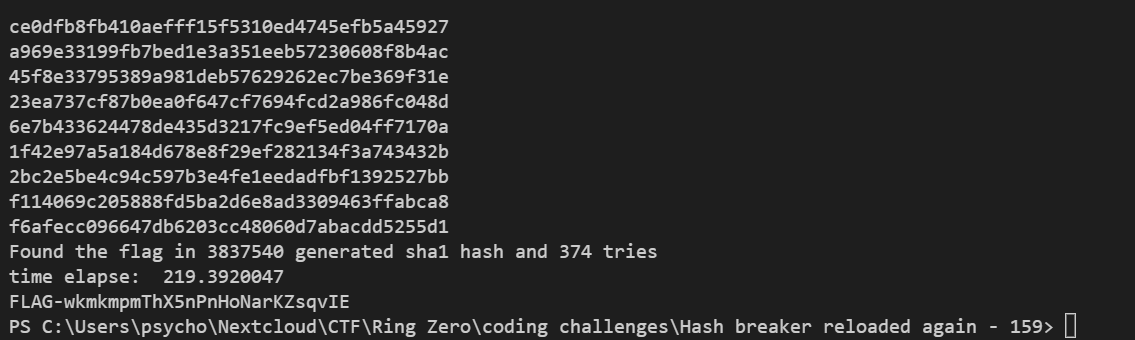 ce0dfb8fb410aefff15f5310ed4745efb5a45927
a969e33199fb7bed1e3a351eeb57230608f8b4ac
45f8e33795389a981deb57629262ec7be369f31e
23ea737cf87b0ea0f647cf7694fcd2a986fc048d
6e7b433624478de435d3217fc9ef5ed04ff7170a
1f42e97a5a184d678e8f29ef282134f3a743432b
2bc2e5be4c94c597b3e4fe1eedadfbf1392527bb
f114069c205888fd5ba2d6e8ad3309463ffabca8
f6afecc096647db6203cc48060d7abacdd5255d1
Found the flag in 3837540 generated sha1 hash and 374 tries
time elapse:  219.3920047
FLAG-wkmkmpmThX5nPnHoNarKZsqvIE
PS C:\Users\psycho\Nextcloud\CTF\Ring Zero\coding challenges\Hash breaker reloaded again - 159>